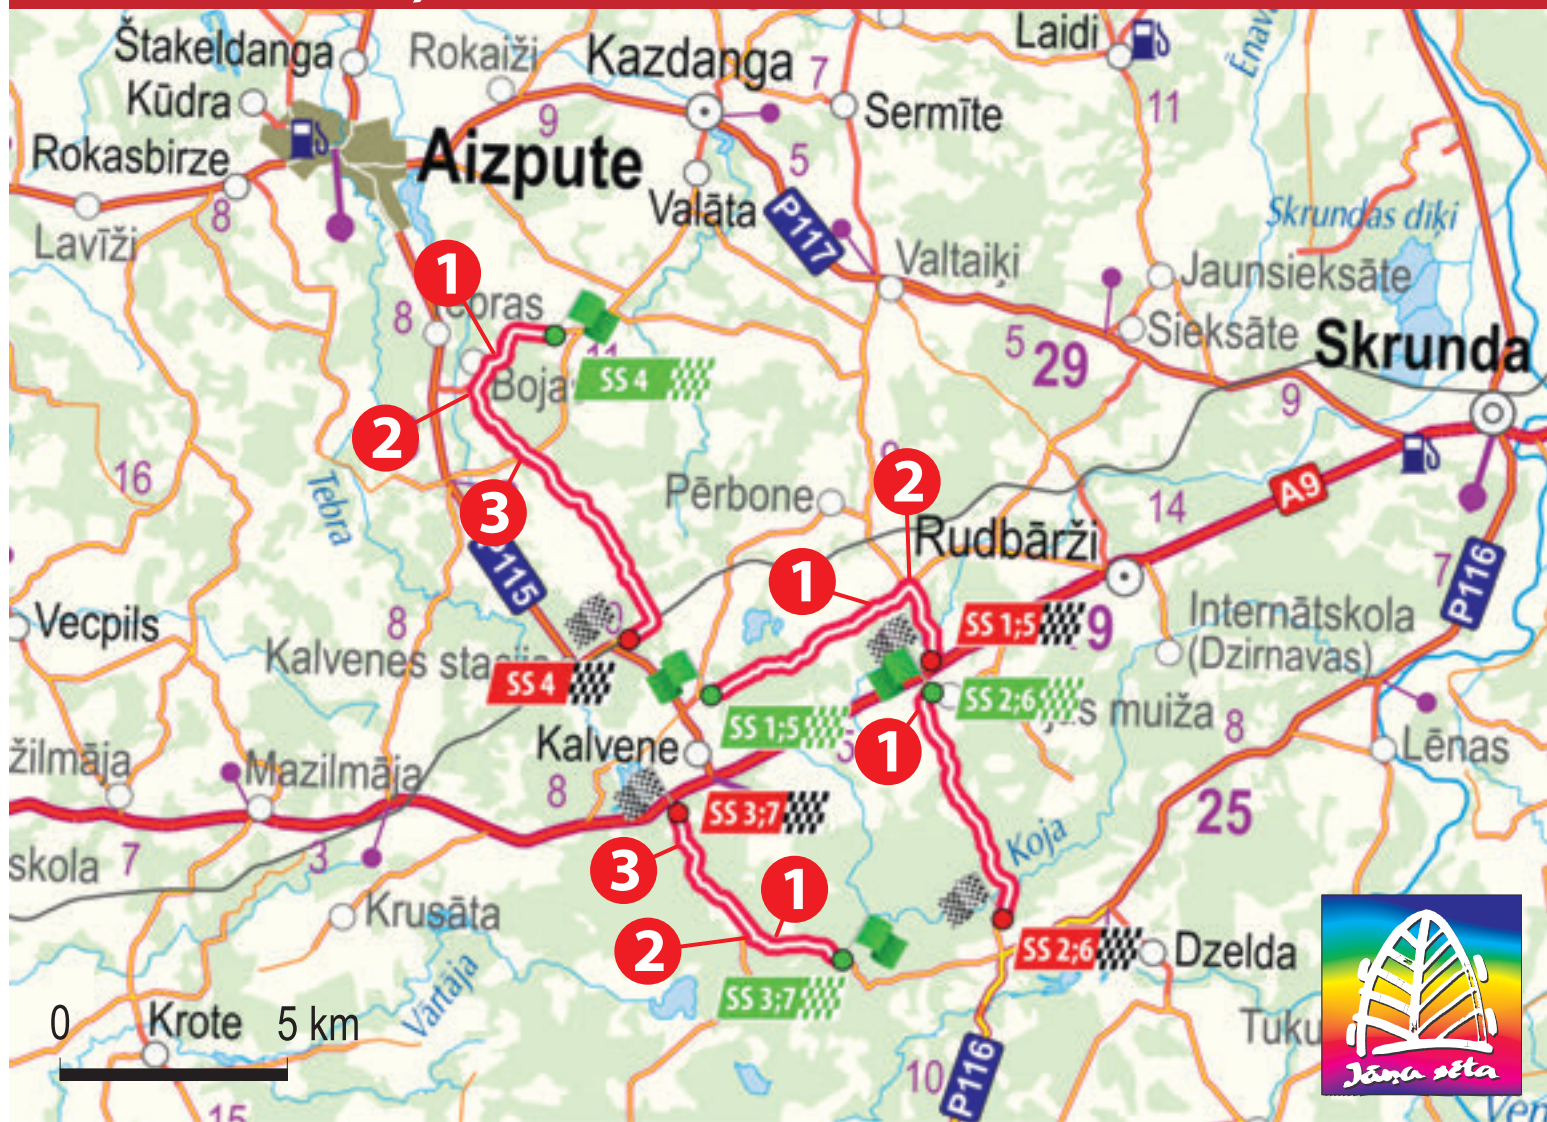 Štakeldanga
Rokaiži
Kazdanga
7
Laidi
Kūdra
9
Sermīte
11
Rokasbirze
Aizpute
5
8
Valāta
P117
Skrundas dīķi
Lavīži
Valtaiķi
Jaunsieksāte
1
8
Sieksāte
5
29
Skrunda
SS 4
Boja
9
2
16
Tebra
3
Pērbone
2
A9
14
Rudbārži
P115
1
7
P116
Vecpils
8
SS 1;5
9
Internātskola
(Dzirnavas)
SS 4
SS 1;5
SS 2;6
muiža
8
Kalvene
1
Lēnas
žilmāja
Mazilmāja
8
SS 3;7
25
skola
7
3
3
1
Koja
Krusāta
2
SS 2;6
Dzelda
SS 3;7
Vārtāja
0
5 km
Krote
Tuku
10
P116
Jāņa sēta
15